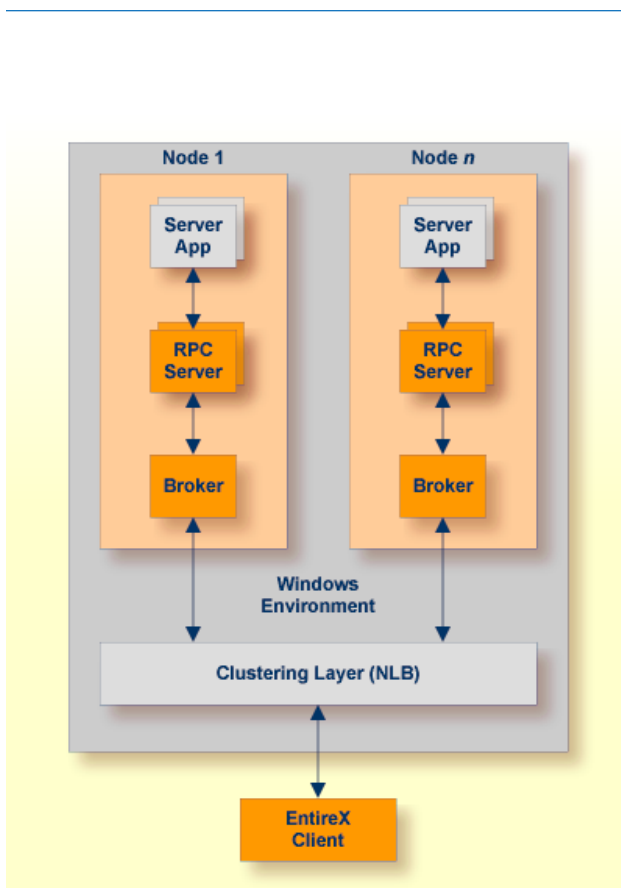 Node 1
Node n
Server
App
Server
App
RPC
Server
RPC
Server
Broker
Broker
Windows
Environment
Clustering Layer (NLB)
EntireX
Client